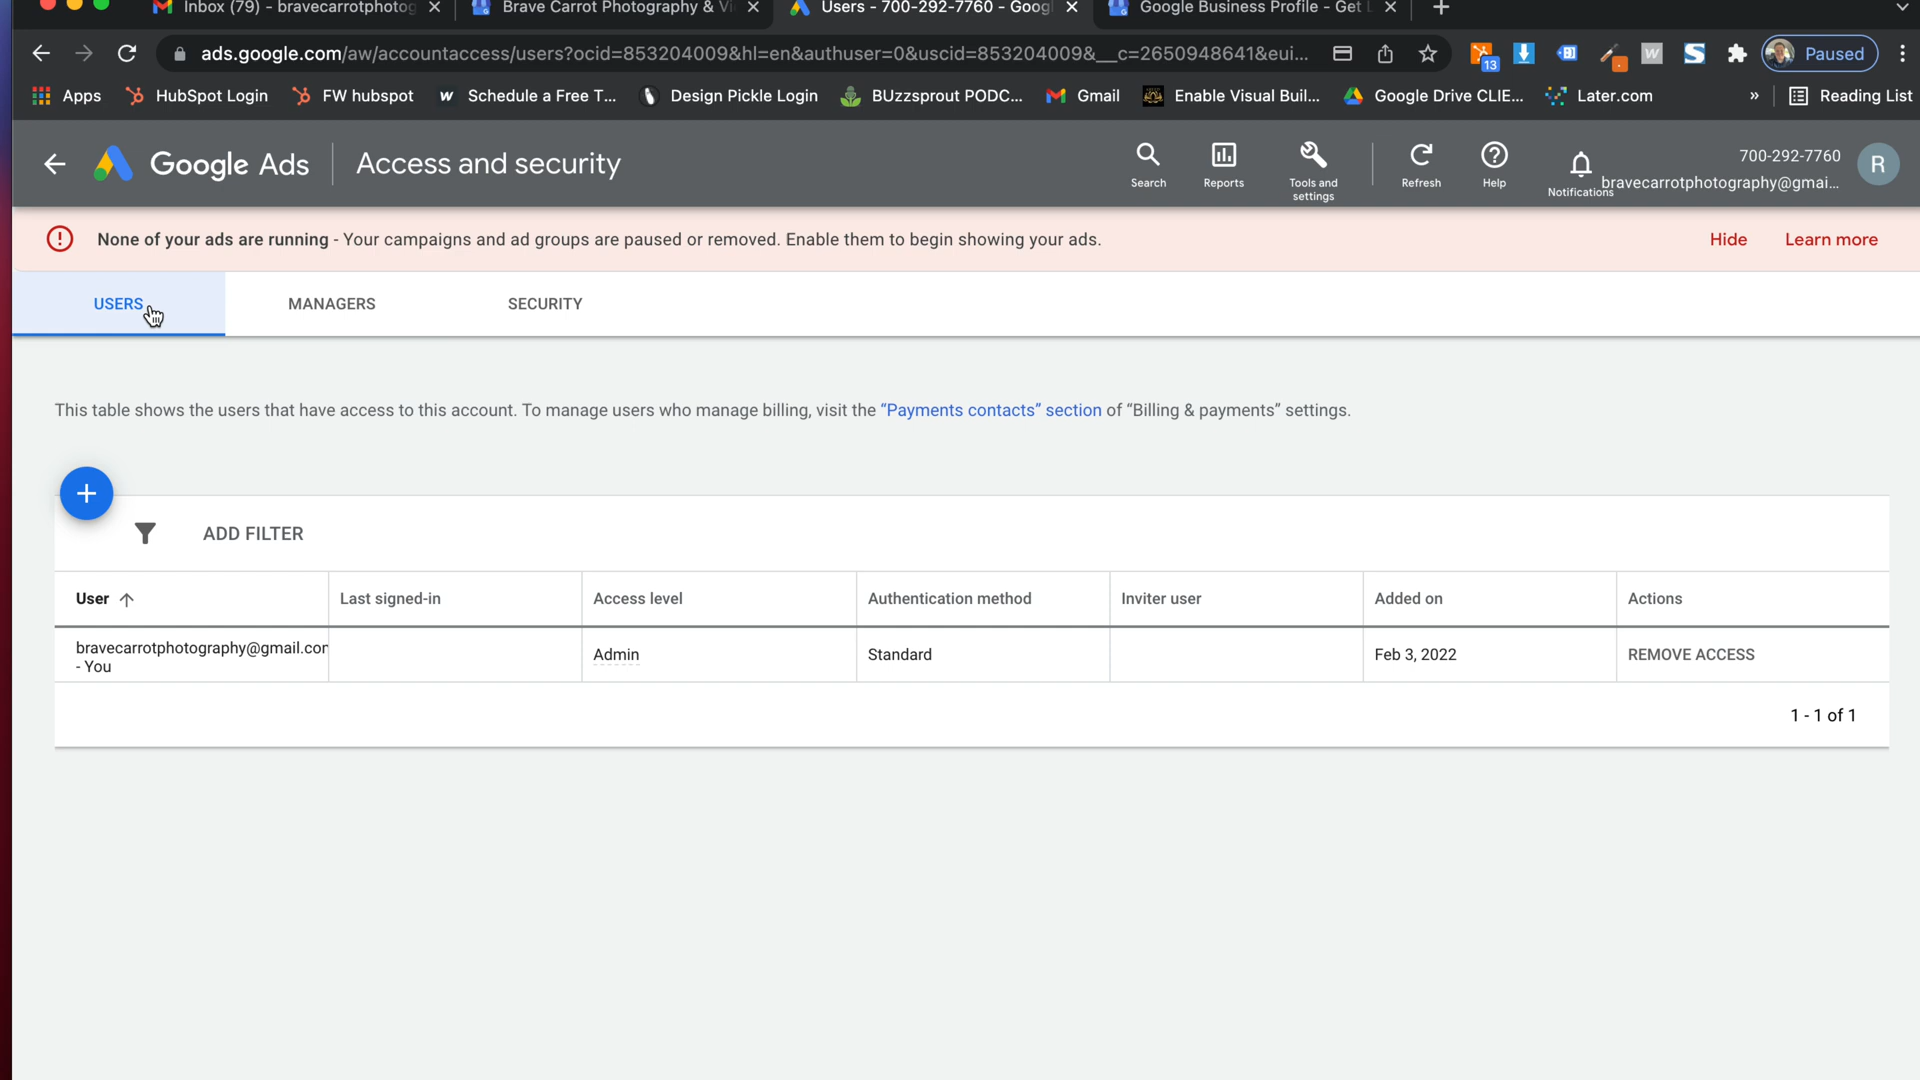 Inbox (79) - bravecarrotphotog
Brave Carrot Photography & Vi
Users - 700-292-7760 - Googl
Google Business Profile - Get L
ads.google.com/aw/accountaccess/users?ocid=853204009&hl=en&authuser=0&uscid=853204009&__c=2650948641&eui...
13
Paused
Apps
HubSpot Login
FW hubspot
Schedule a Free T...
Design Pickle Login
BUzzsprout PODC...
Gmail
Enable Visual Buil...
Google Drive CLIE...
Later.com
»
Reading List
Google Ads
Access and security
Search
Reports
Tools and
settings
Refresh
Help
Notifications
700-292-7760
bravecarrotphotography@gmai...
R
None of your ads are running - Your campaigns and ad groups are paused or removed. Enable them to begin showing your ads.
Hide
Learn more
USERS
MANAGERS
SECURITY
This table shows the users that have access to this account. To manage users who manage billing, visit the “Payments contacts” section of “Billing & payments” settings.
ADD FILTER
User
Last signed-in
Access level
Authentication method
Inviter user
Added on
Actions
bravecarrotphotography@gmail.com
- You
Admin
Standard
Feb 3, 2022
REMOVE ACCESS
1 - 1 of 1